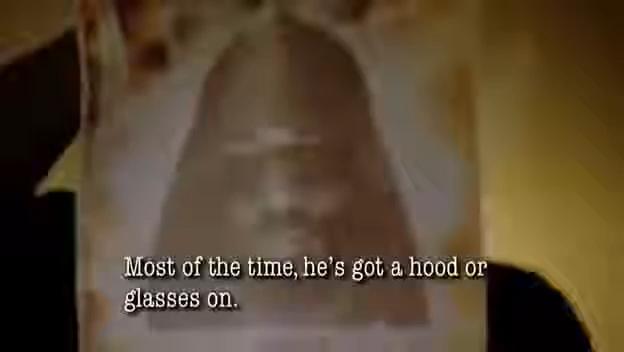 Most of the time, he's got a hood or
glasses on.